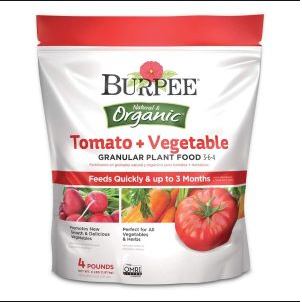 BURPEE
Natural &
Organic
Tomato + Vegetable
GRANULAR PLANT FOOD 3-6-4
Feeds Quickly & up to 3 Months
Promotes New
Growth & Delicious
Vegetables
Perfect for All
Vegetables
& Herbs
4 POUNDS
OMRI